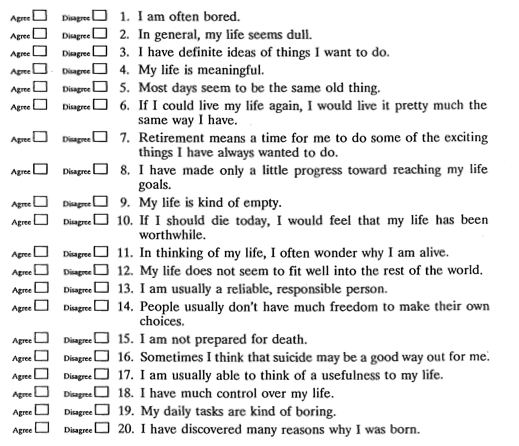 Agree Disagree 1. I am often bored.
Agree Disagree 2. In general, my life seems dull.
Agree Disagree 3. I have definite ideas of things I want to do.
Agree Disagree 4. My life is meaningful.
Agree Disagree 5. Most days seem to be the same old thing.
Agree Disagree 6. If I could live my life again, I would live it pretty much the
same way I have.
Agree Disagree 7. Retirement means a time for me to do some of the exciting
things I have always wanted to do.
Agree Disagree 8. I have made only a little progress toward reaching my life
goals.
Agree Disagree 9. My life is kind of empty.
Agree Disagree 10. If I should die today, I would feel that my life has been
worthwhile.
Agree Disagree 11. In thinking of my life, I often wonder why I am alive.
Agree Disagree 12. My life does not seem to fit well into the rest of the world.
Agree Disagree 13. I am usually a reliable, responsible person.
Agree Disagree 14. People usually don't have much freedom to make their own
choices.
Agree Disagree 15. I am not prepared for death.
Agree Disagree 16. Sometimes I think that suicide may be a good way out for me.
Agree Disagree 17. I am usually able to think of a usefulness to my life.
Agree Disagree 18. I have much control over my life.
Agree Disagree 19. My daily tasks are kind of boring.
Agree Disagree 20. I have discovered many reasons why I was born.